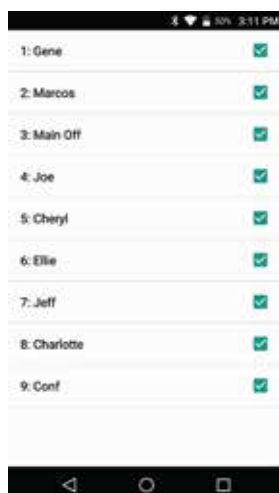 50% 3:11 PM
1: Gene
2: Marcos
3: Main Off
4: Joe
5: Cheryl
6: Ellie
7: Jeff
8: Charlotte
9: Conf